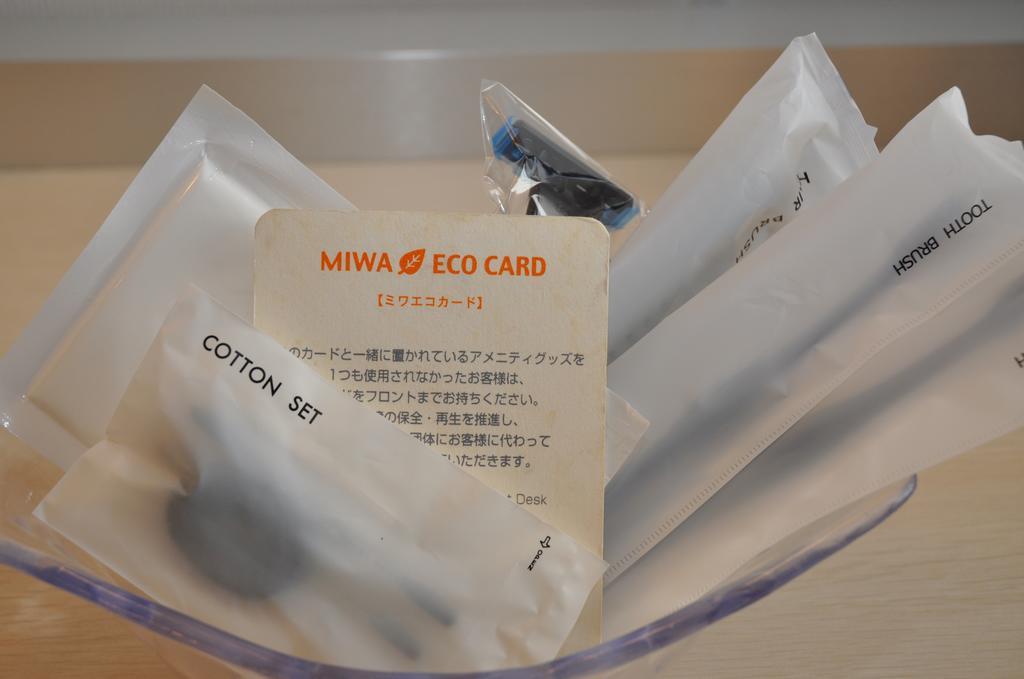 MIWA ECO CARD
【ミワエコカード】
のカードと一緒に置かれているアメニティグッズを
1つも使用されなかったお客様は、
をフロントまでお持ちください。
の保全・再生を推進し、
団体にお客様に代わって
いただきます。
Desk
COTTON SET
OPEN
BRUSH
TOOTH BRUSH
H